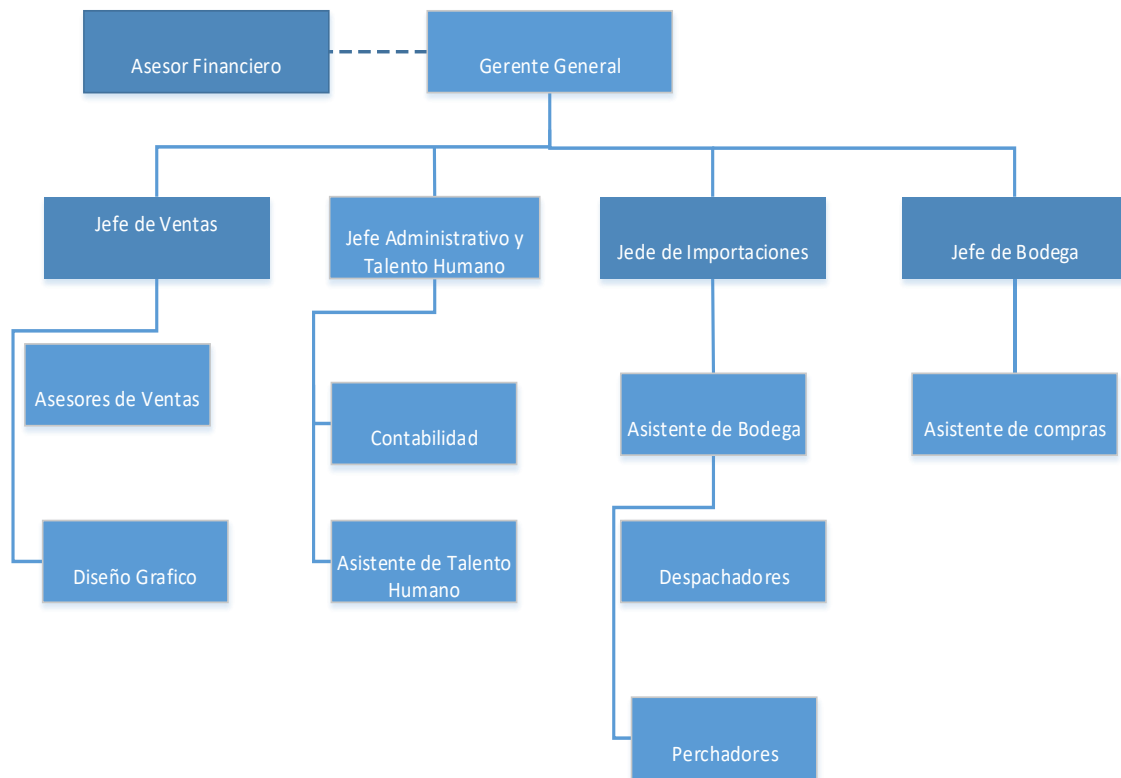 Asesor Financiero
Gerente General
Jefe de Ventas
Jefe Administrativo y
Talento Humano
Jede de Importaciones
Jefe de Bodega
Asesores de Ventas
Contabilidad
Asistente de Bodega
Asistente de compras
Diseño Grafico
Asistente de Talento
Humano
Despachadores
Perchadores